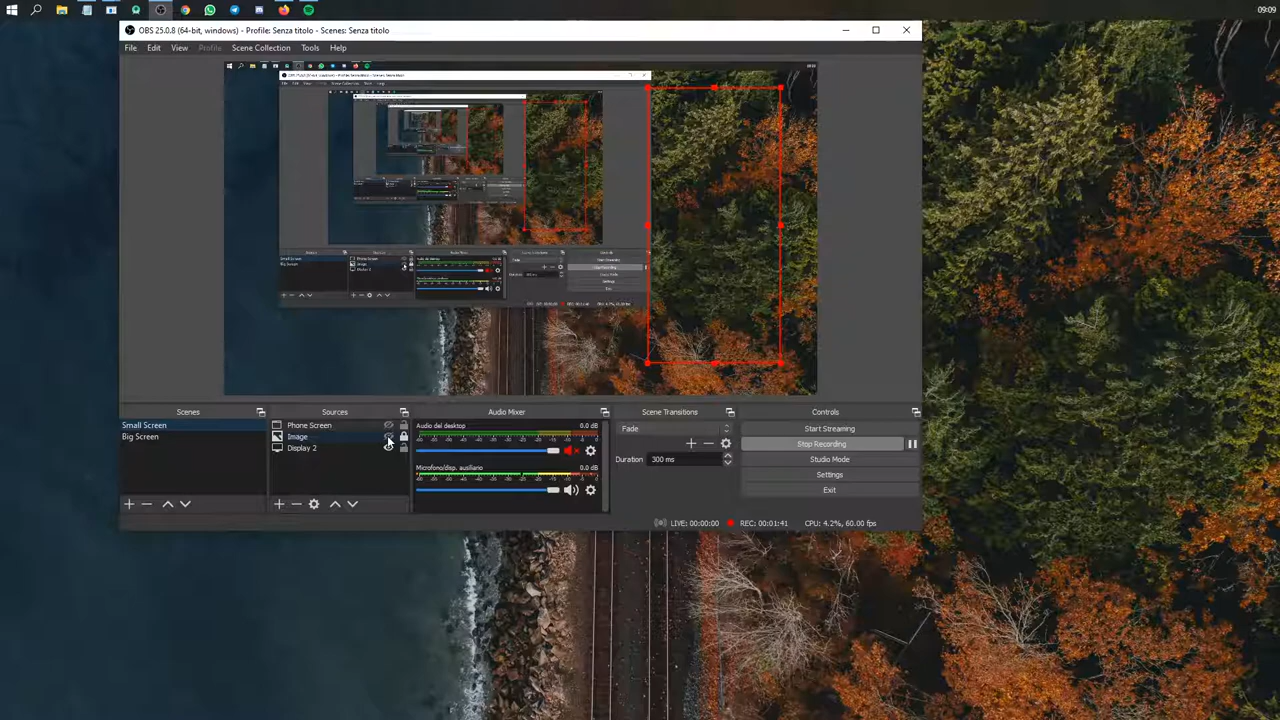 09:09
OBS 25.0.8 (64-bit, windows) - Profile: Senza titolo - Scenes: Senza titolo
File Edit View Profile Scene Collection Tools Help
Scenes Sources Audio Mixer Scene Transitions Controls
Small Screen
Big Screen
Phone Screen
Image
Display 2
Audio del desktop 0.0 dB
Microfono/disp. ausiliario 0.0 dB
Fade
Duration 300 ms
Start Streaming
Stop Recording
Studio Mode
Settings
Exit
LIVE: 00:00:00 REC: 00:01:41 CPU: 4.2%, 60.00 fps